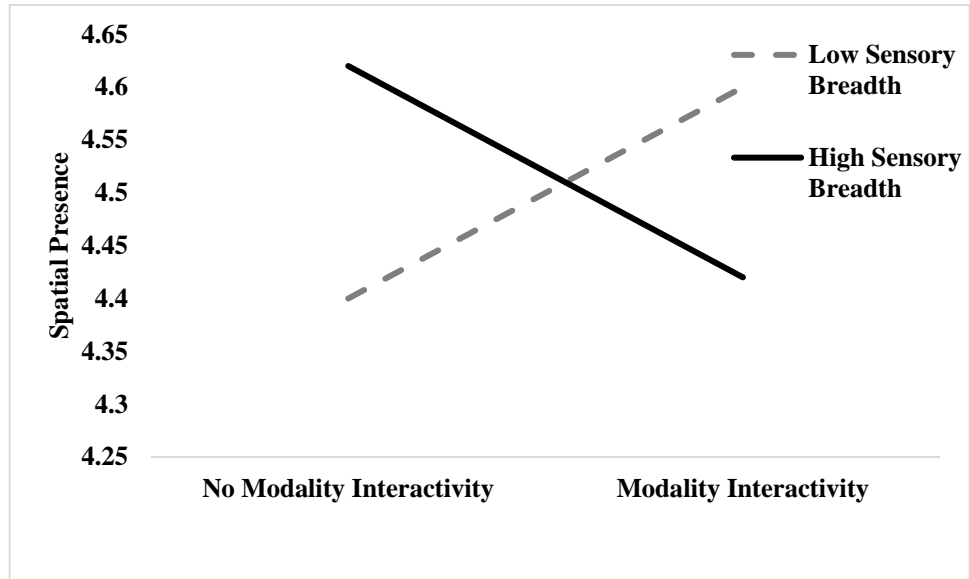 4.65
4.6
4.55
4.5
4.45
4.4
4.35
4.3
4.25
Spatial Presence
No Modality Interactivity
Modality Interactivity
Low Sensory
Breadth
High Sensory
Breadth